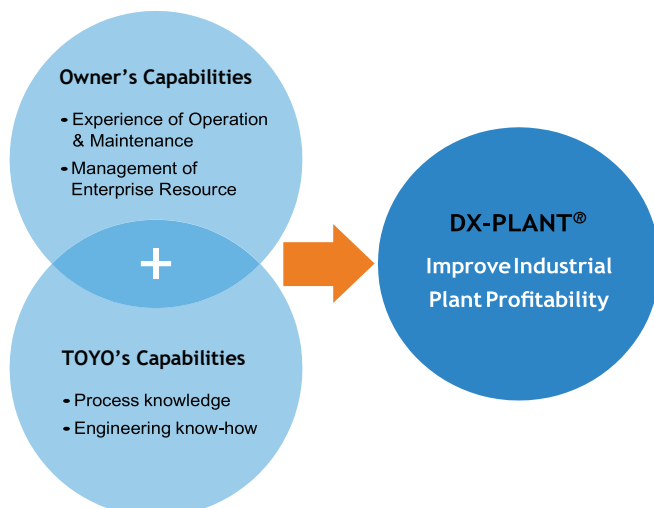 Owner’s Capabilities
• Experience of Operation
& Maintenance
• Management of
Enterprise Resource
+
TOYO’s Capabilities
• Process knowledge
• Engineering know-how
DX-PLANT®
Improve Industrial
Plant Profitability